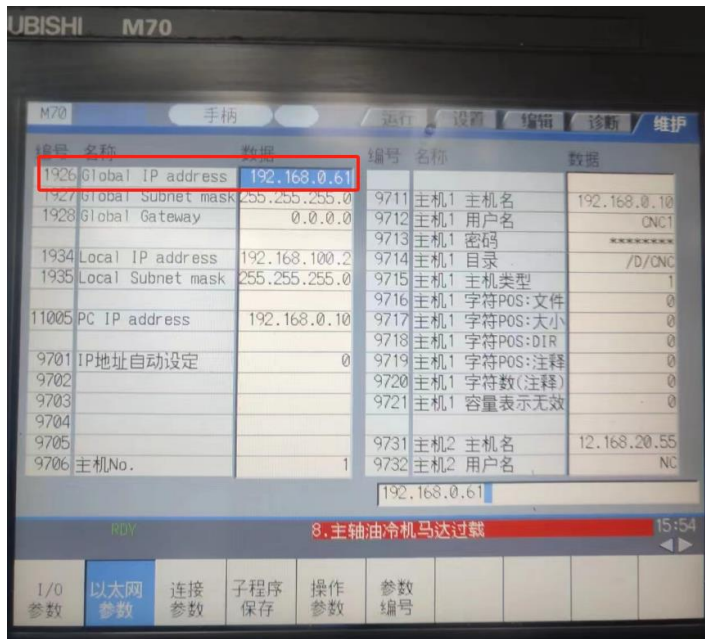 UBISHI M70
M70 手柄 运行 设置 编辑 诊断 维护
编号 名称 数据
1926 Global IP address 192.168.0.61
1927 Global Subnet mask 255.255.255.0
1928 Global Gateway 0.0.0.0
1934 Local IP address 192.168.100.2
1935 Local Subnet mask 255.255.255.0
11005 PC IP address 192.168.0.10
9701 IP地址自动设定 0
9702
9703
9704
9705
9706 主机No. 1
编号 名称 数据
9711 主机1 主机名 192.168.0.10
9712 主机1 用户名 CNC1
9713 主机1 密码 ********
9714 主机1 目录 /D/CNC
9715 主机1 主机类型 1
9716 主机1 字符POS:文件 0
9717 主机1 字符POS:大小 0
9718 主机1 字符POS:DIR 0
9719 主机1 字符POS:注释 0
9720 主机1 字符数(注释) 0
9721 主机1 容量表示无效 0
9731 主机2 主机名 12.168.20.55
9732 主机2 用户名 NC
192.168.0.61
RDY 8.主轴油冷机马达过载 15:54
I/O 参数
以太网 参数
连接 参数
子程序 保存
操作 参数
参数 编号